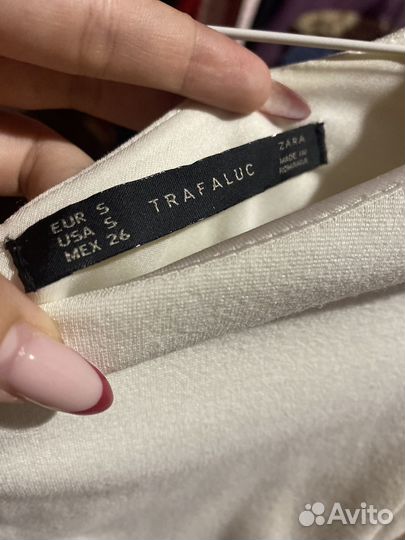 EUR S
USA S
MEX 26
TRAFALUC
ZARA
MADE IN
ROMANIA
Avito